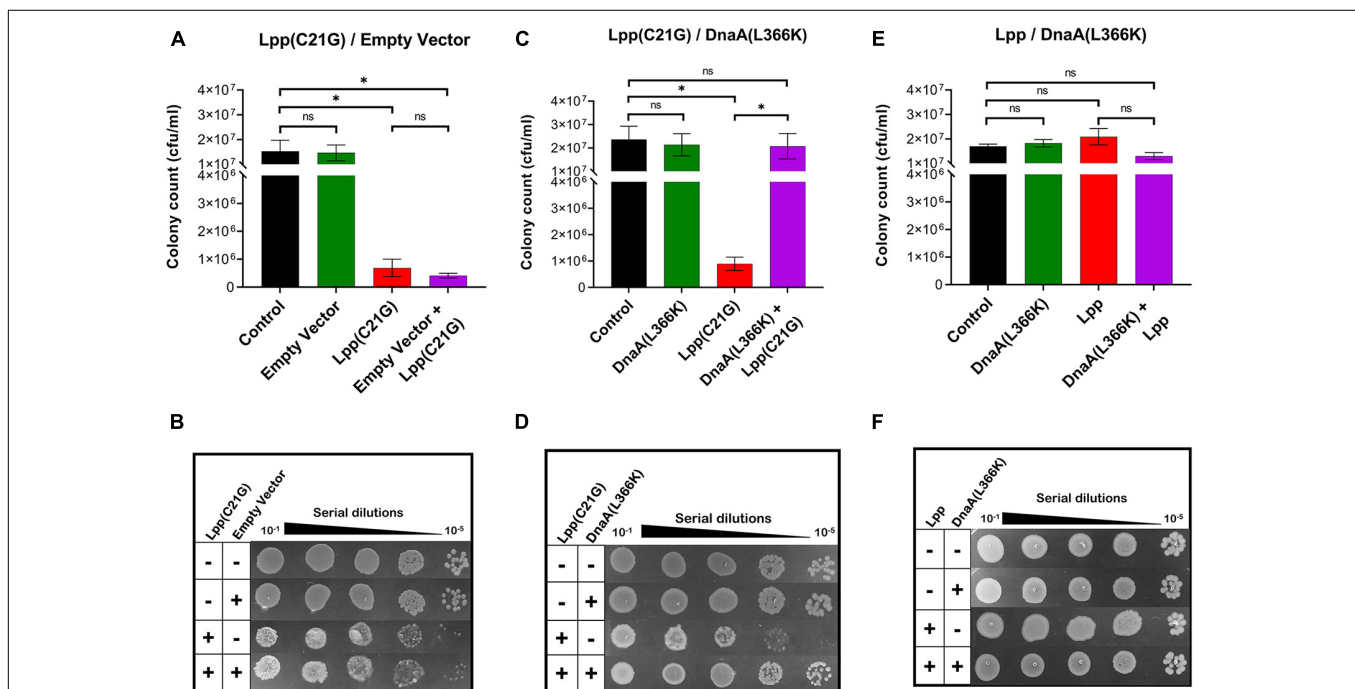 A
Lpp(C21G) / Empty Vector
Colony count (cfu/ml)
4×10⁷
3×10⁷
2×10⁷
1×10⁷
4×10⁶
3×10⁶
2×10⁶
1×10⁶
0
*
*
ns
ns
Control
Empty Vector
Lpp(C21G)
Empty Vector +
Lpp(C21G)
C
Lpp(C21G) / DnaA(L366K)
Colony count (cfu/ml)
4×10⁷
3×10⁷
2×10⁷
1×10⁷
4×10⁶
3×10⁶
2×10⁶
1×10⁶
0
ns
*
ns
*
Control
DnaA(L366K)
Lpp(C21G)
DnaA(L366K) +
Lpp(C21G)
E
Lpp / DnaA(L366K)
Colony count (cfu/ml)
4×10⁷
3×10⁷
2×10⁷
1×10⁷
4×10⁶
3×10⁶
2×10⁶
1×10⁶
0
ns
ns
ns
ns
Control
DnaA(L366K)
Lpp
DnaA(L366K) +
Lpp
B
Lpp(C21G)
Empty Vector
Serial dilutions
10⁻¹
10⁻⁵
- -
- +
+ -
+ +
D
Lpp(C21G)
DnaA(L366K)
Serial dilutions
10⁻¹
10⁻⁵
- -
- +
+ -
+ +
F
Lpp
DnaA(L366K)
Serial dilutions
10⁻¹
10⁻⁵
- -
- +
+ -
+ +